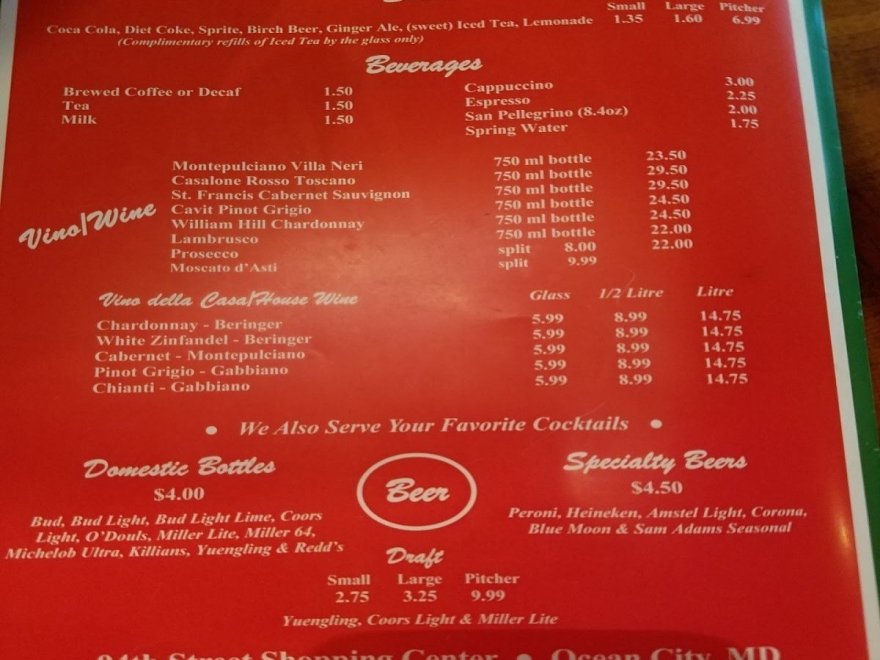 Small Large Pitcher
Coca Cola, Diet Coke, Sprite, Birch Beer, Ginger Ale, (sweet) Iced Tea, Lemonade 1.35 1.60 6.99
(Complimentary refills of Iced Tea by the glass only)
Beverages
Brewed Coffee or Decaf 1.50
Tea 1.50
Milk 1.50
Cappuccino 3.00
Espresso 2.25
San Pellegrino (8.4oz) 2.00
Spring Water 1.75
Vino/Wine
Montepulciano Villa Neri 750 ml bottle 23.50
Casalone Rosso Toscano 750 ml bottle 29.50
St. Francis Cabernet Sauvignon 750 ml bottle 29.50
Cavit Pinot Grigio 750 ml bottle 24.50
William Hill Chardonnay 750 ml bottle 24.50
Lambrusco 750 ml bottle 22.00
Prosecco split 8.00 22.00
Moscato d'Asti split 9.99
Vino della Casa/House Wine Glass 1/2 Litre Litre
Chardonnay - Beringer 5.99 8.99 14.75
White Zinfandel - Beringer 5.99 8.99 14.75
Cabernet - Montepulciano 5.99 8.99 14.75
Pinot Grigio - Gabbiano 5.99 8.99 14.75
Chianti - Gabbiano 5.99 8.99 14.75
• We Also Serve Your Favorite Cocktails •
Domestic Bottles
$4.00
Bud, Bud Light, Bud Light Lime, Coors
Light, O'Douls, Miller Lite, Miller 64,
Michelob Ultra, Killians, Yuengling & Redd's
Beer
Specialty Beers
$4.50
Peroni, Heineken, Amstel Light, Corona,
Blue Moon & Sam Adams Seasonal
Draft
Small Large Pitcher
2.75 3.25 9.99
Yuengling, Coors Light & Miller Lite
94th Street Shopping Center • Ocean City, MD